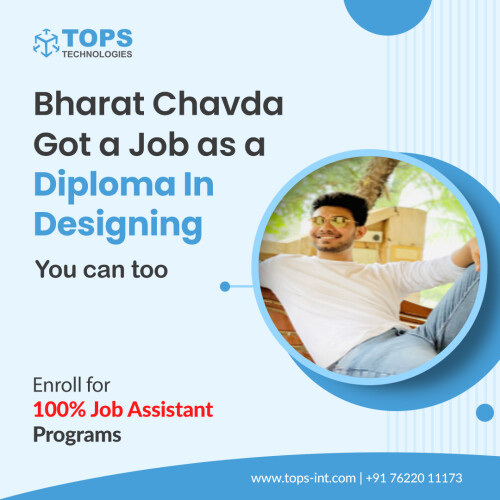 TOPS
TECHNOLOGIES
Bharat Chavda
Got a Job as a
Diploma In
Designing
You can too
Enroll for
100% Job Assistant
Programs
www.tops-int.com | +91 76220 11173